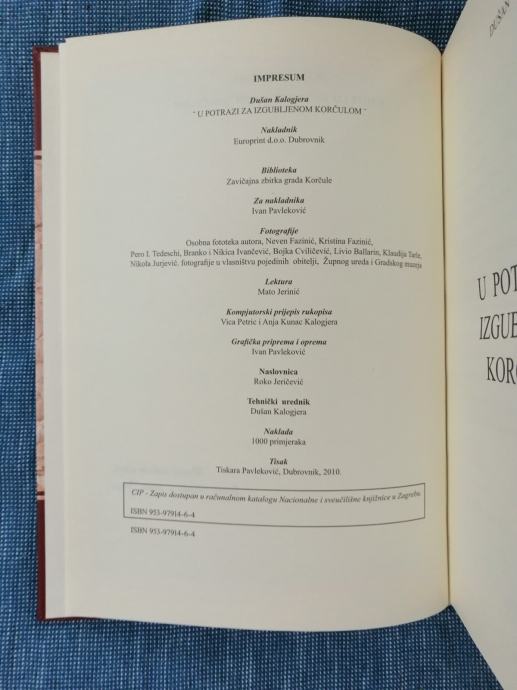 IMPRESUM
Dušan Kalogjera
" U POTRAZI ZA IZGUBLJENOM KORČULOM "
Nakladnik
Europrint d.o.o. Dubrovnik
Biblioteka
Zavičajna zbirka grada Korčule
Za nakladnika
Ivan Pavleković
Fotografije
Osobna fototeka autora, Neven Fazinić, Kristina Fazinić,
Pero I. Tedeschi, Branko i Nikica Ivančević, Bojka Cviličević, Livio Ballarin, Klaudija Tarle,
Nikola Jurjević, fotografije u vlasništvu pojedinih obitelji, Župnog ureda i Gradskog muzeja
Lektura
Mato Jerinić
Kompjutorski prijepis rukopisa
Vica Petric i Anja Kunac Kalogjera
Grafička priprema i oprema
Ivan Pavleković
Naslovnica
Roko Jeričević
Tehnički urednik
Dušan Kalogjera
Naklada
1000 primjeraka
Tisak
Tiskara Pavleković, Dubrovnik, 2010.
CIP - Zapis dostupan u računalnom katalogu Nacionalne i sveučilišne knjižnice u Zagrebu
ISBN 953-97914-6-4
ISBN 953-97914-6-4
DUŠAN
U POT
IZGUB
KORČ